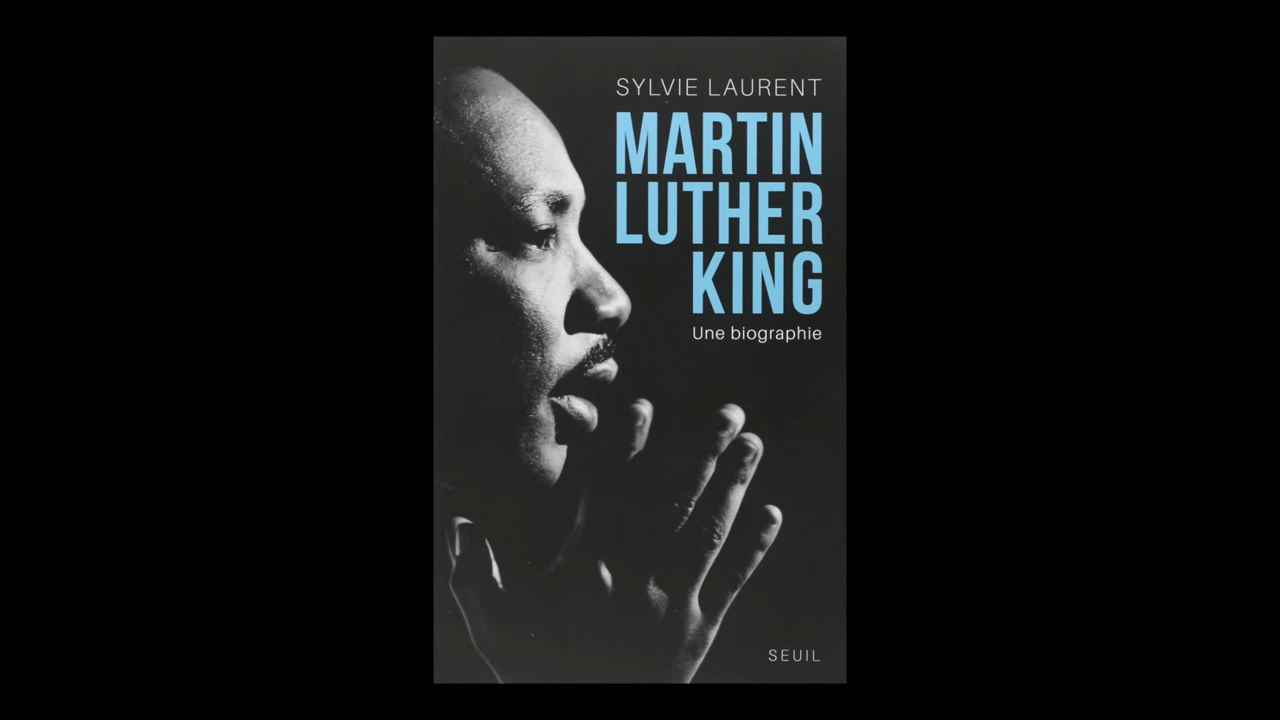 SYLVIE LAURENT
MARTIN
LUTHER
KING
Une biographie
SEUIL